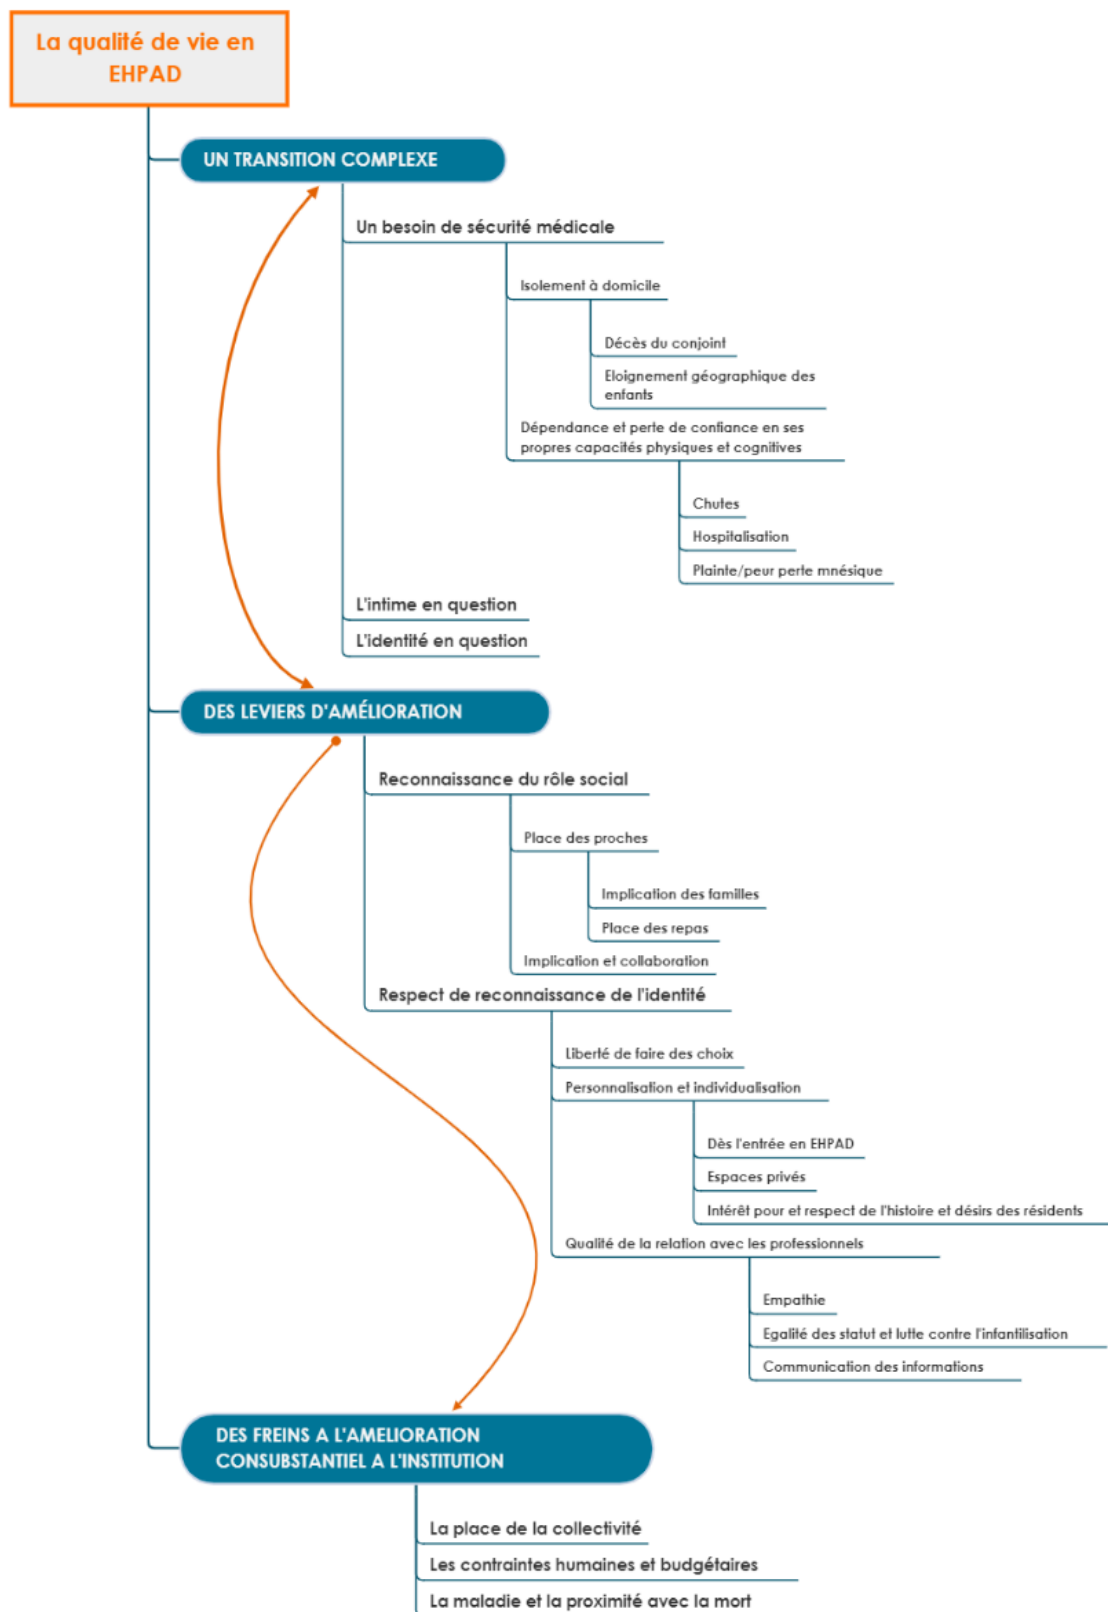 La qualité de vie en
EHPAD
UN TRANSITION COMPLEXE
Un besoin de sécurité médicale
Isolement à domicile
Décès du conjoint
Eloignement géographique des
enfants
Dépendance et perte de confiance en ses
propres capacités physiques et cognitives
Chutes
Hospitalisation
Plainte/peur perte mnésique
L'intime en question
L'identité en question
DES LEVIERS D'AMÉLIORATION
Reconnaissance du rôle social
Place des proches
Implication des familles
Place des repas
Implication et collaboration
Respect de reconnaissance de l'identité
Liberté de faire des choix
Personnalisation et individualisation
Dès l'entrée en EHPAD
Espaces privés
Intérêt pour et respect de l'histoire et désirs des résidents
Qualité de la relation avec les professionnels
Empathie
Egalité des statut et lutte contre l'infantilisation
Communication des informations
DES FREINS A L'AMELIORATION
CONSUBSTANTIEL A L'INSTITUTION
La place de la collectivité
Les contraintes humaines et budgétaires
La maladie et la proximité avec la mort